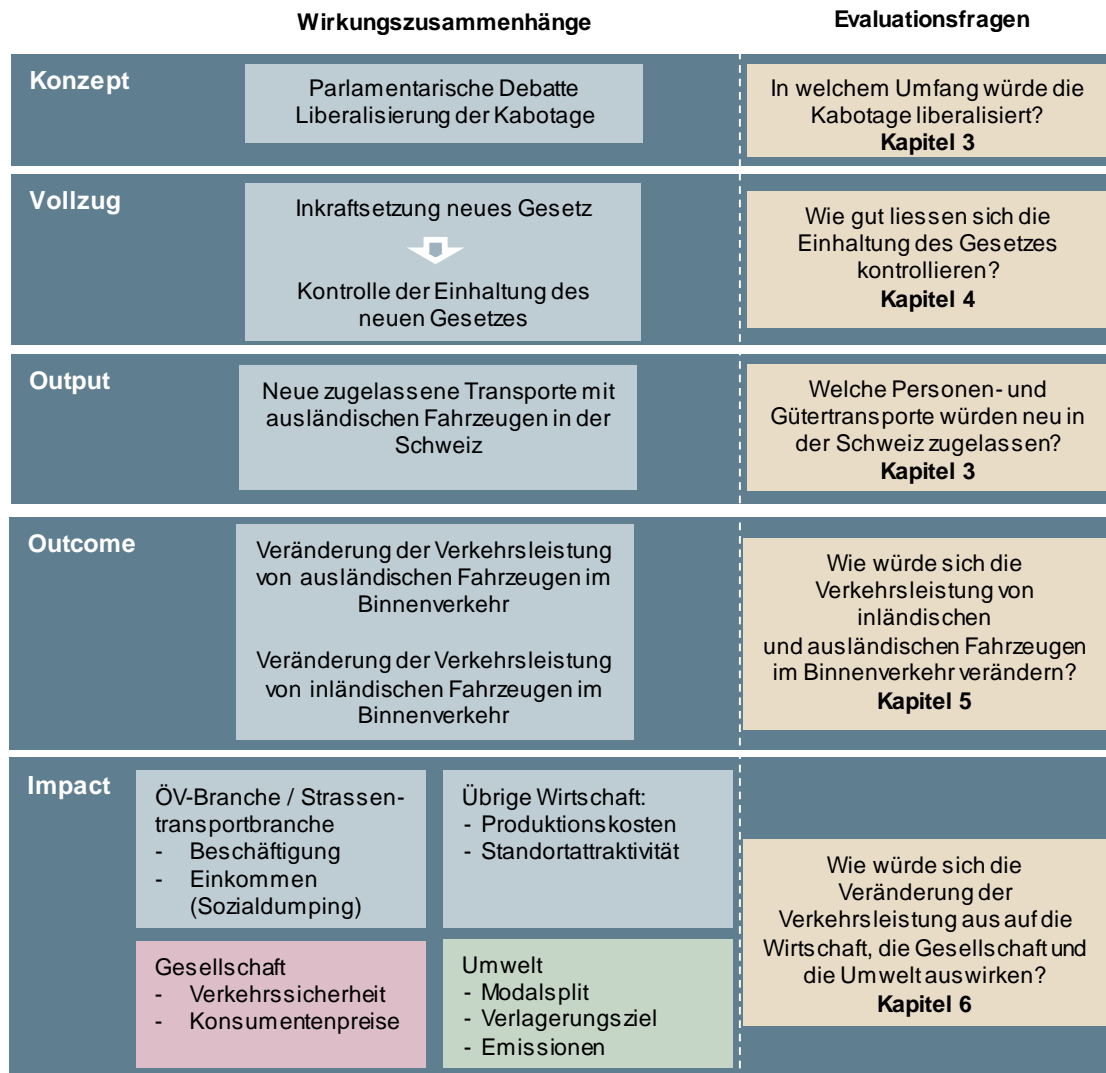 Wirkungszusammenhänge
Evaluationsfragen
Konzept
Parlamentarische Debatte
Liberalisierung der Kabotage
In welchem Umfang würde die
Kabotage liberalisiert?
Kapitel 3
Vollzug
Inkraftsetzung neues Gesetz
Kontrolle der Einhaltung des
neuen Gesetzes
Wie gut liessen sich die
Einhaltung des Gesetzes
kontrollieren?
Kapitel 4
Output
Neue zugelassene Transporte mit
ausländischen Fahrzeugen in der
Schweiz
Welche Personen- und
Gütertransporte würden neu in
der Schweiz zugelassen?
Kapitel 3
Outcome
Veränderung der Verkehrsleistung
von ausländischen Fahrzeugen im
Binnenverkehr
Veränderung der Verkehrsleistung
von inländischen Fahrzeugen im
Binnenverkehr
Wie würde sich die
Verkehrsleistung von
inländischen
und ausländischen Fahrzeugen
im Binnenverkehr verändern?
Kapitel 5
Impact
ÖV-Branche / Strassen-
transportbranche
- Beschäftigung
- Einkommen
(Sozialdumping)
Übrige Wirtschaft:
- Produktionskosten
- Standortattraktivität
Gesellschaft
- Verkehrssicherheit
- Konsumentenpreise
Umwelt
- Modalsplit
- Verlagerungsziel
- Emissionen
Wie würde sich die
Veränderung der
Verkehrsleistung aus auf die
Wirtschaft, die Gesellschaft und
die Umwelt auswirken?
Kapitel 6